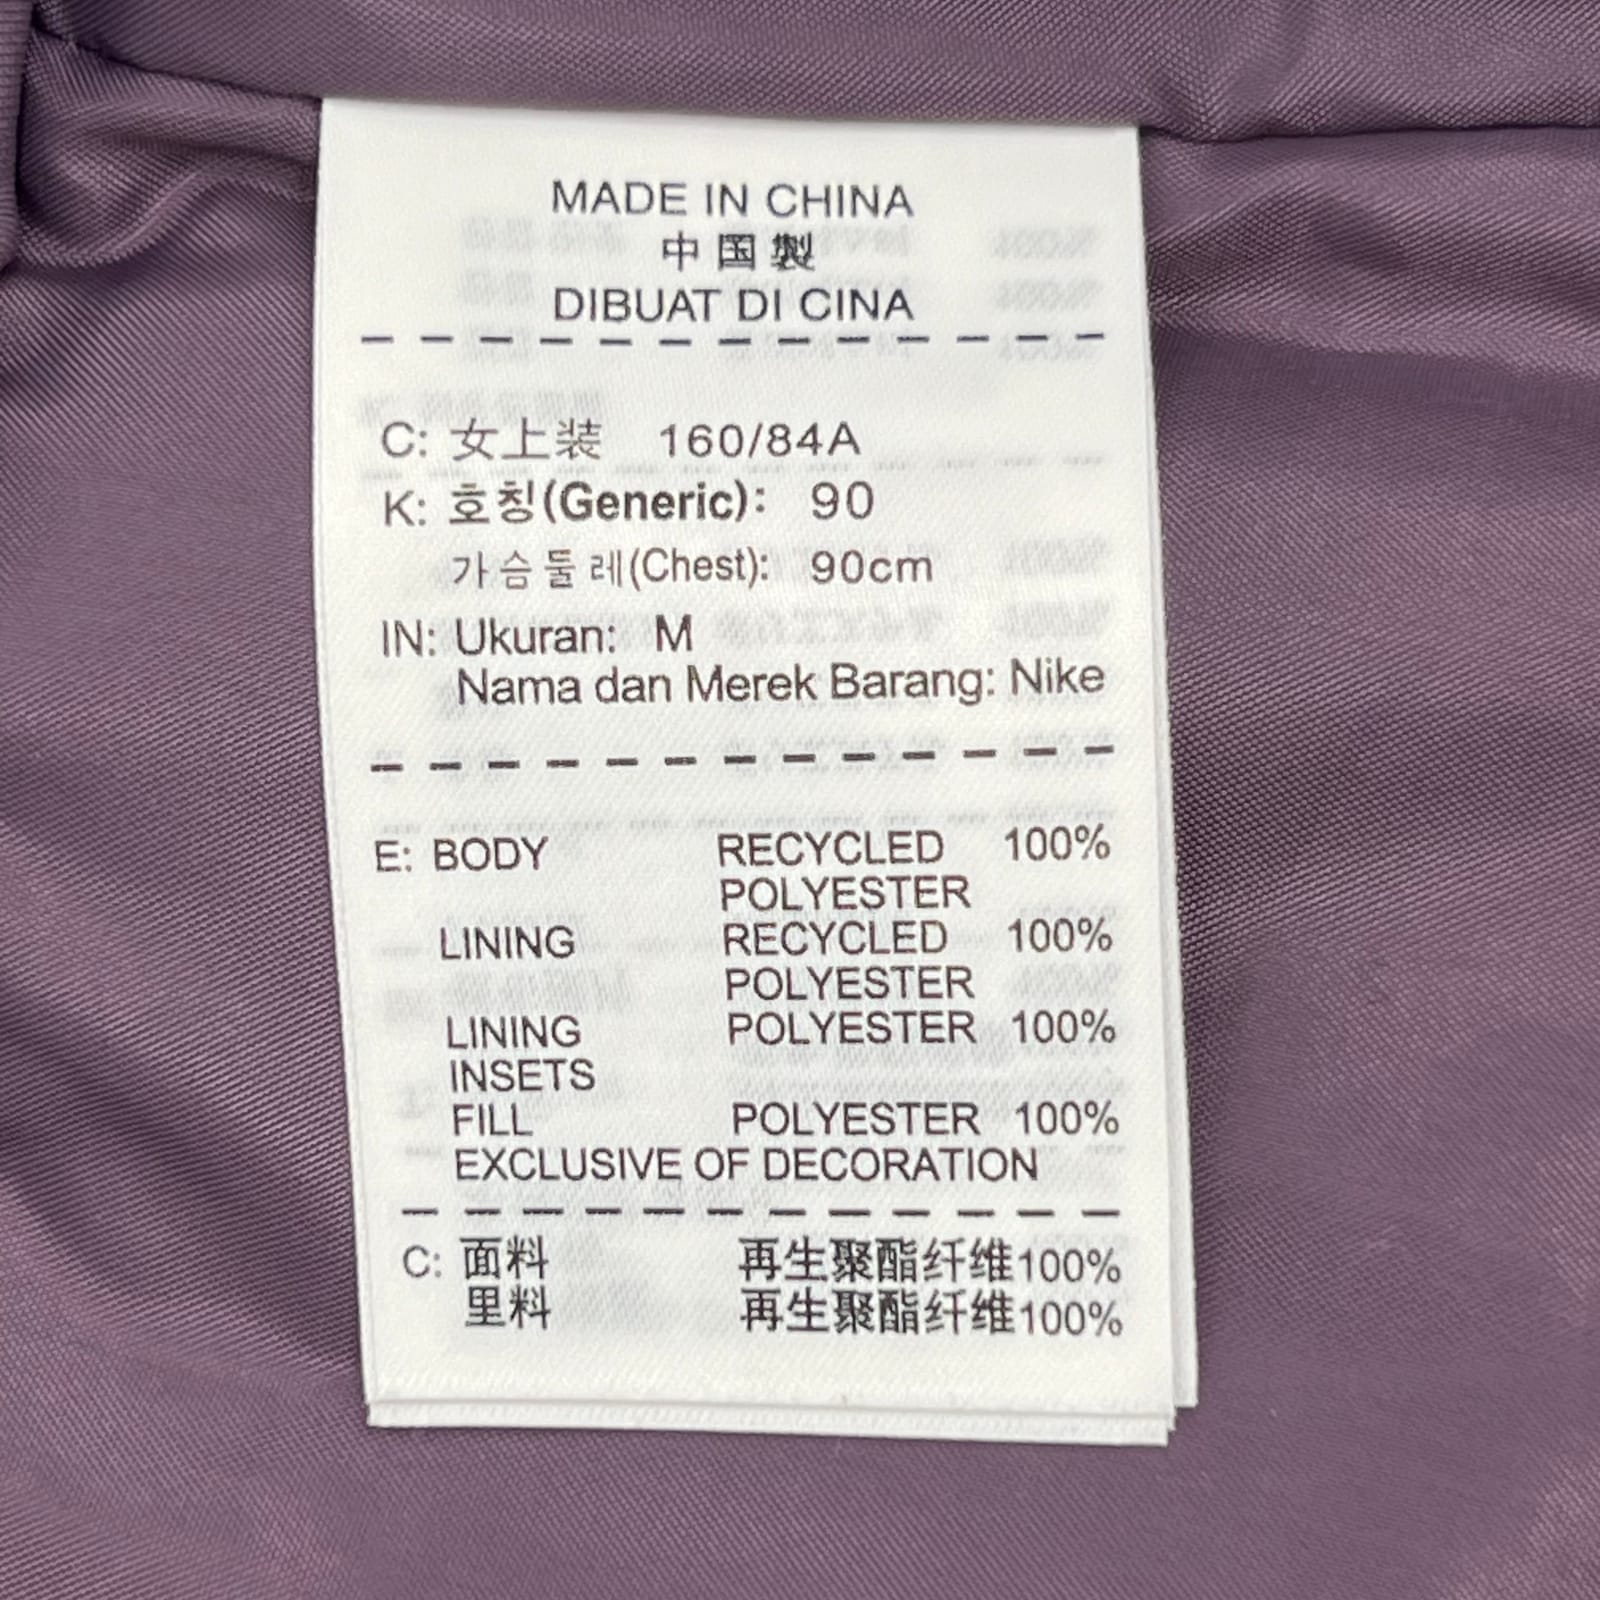 MADE IN CHINA
中国製
DIBUAT DI CINA
C: 女上装 160/84A
K: 호칭(Generic): 90
가슴둘레(Chest): 90cm
IN: Ukuran: M
Nama dan Merek Barang: Nike
E: BODY RECYCLED 100%
POLYESTER
LINING RECYCLED 100%
POLYESTER
LINING POLYESTER 100%
INSETS
FILL POLYESTER 100%
EXCLUSIVE OF DECORATION
C: 面料 再生聚酯纤维100%
里料 再生聚酯纤维100%